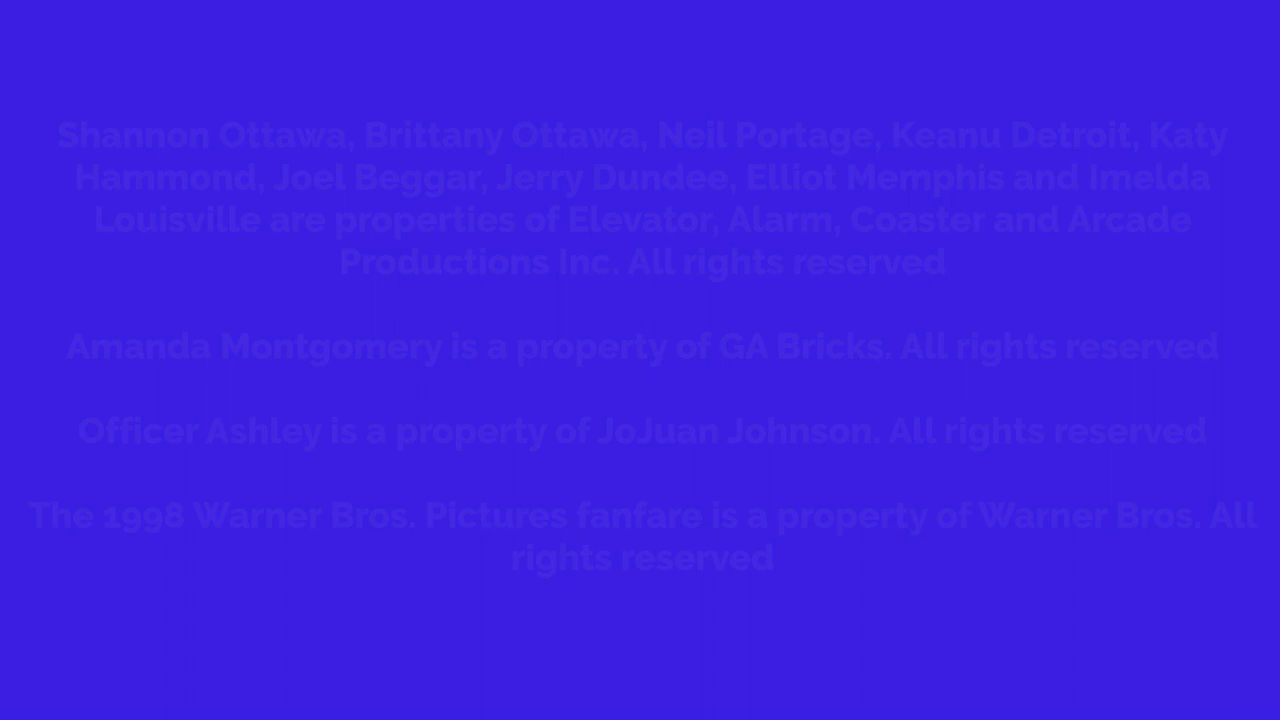 Shannon Ottawa, Brittany Ottawa, Neil Portage, Keanu Detroit, Katy
Hammond, Joel Beggar, Jerry Dundee, Elliot Memphis and Imelda
Louisville are properties of Elevator, Alarm, Coaster and Arcade
Productions Inc. All rights reserved
Amanda Montgomery is a property of GA Bricks. All rights reserved
Officer Ashley is a property of JoJuan Johnson. All rights reserved
The 1998 Warner Bros. Pictures fanfare is a property of Warner Bros. All
rights reserved